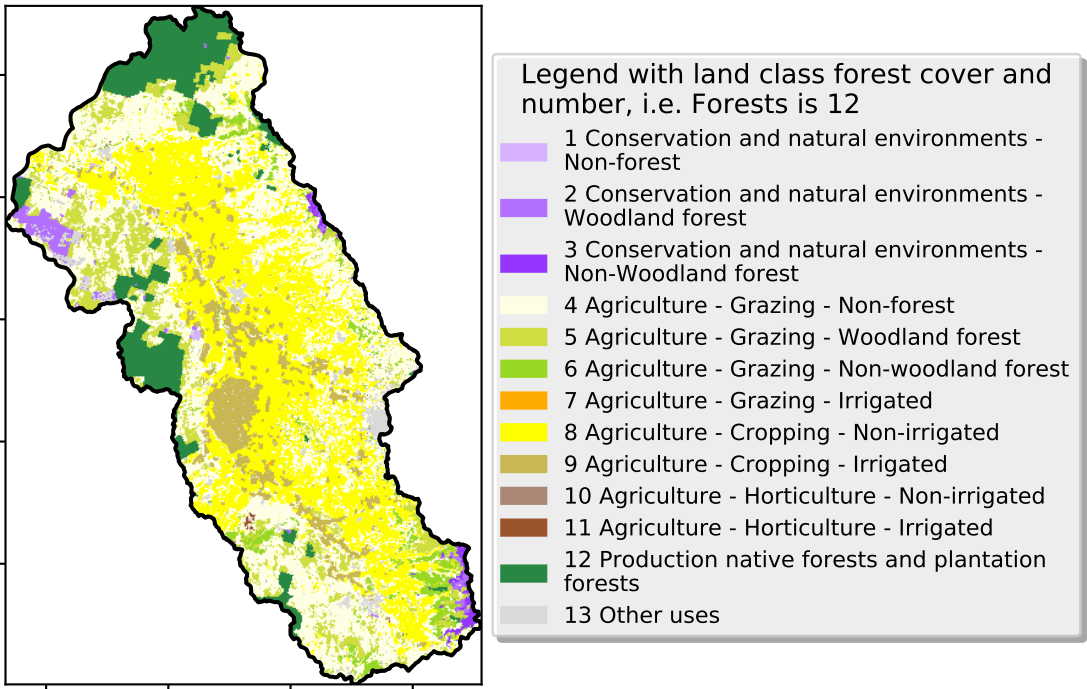 Legend with land class forest cover and
number, i.e. Forests is 12
1 Conservation and natural environments -
Non-forest
2 Conservation and natural environments -
Woodland forest
3 Conservation and natural environments -
Non-Woodland forest
4 Agriculture - Grazing - Non-forest
5 Agriculture - Grazing - Woodland forest
6 Agriculture - Grazing - Non-woodland forest
7 Agriculture - Grazing - Irrigated
8 Agriculture - Cropping - Non-irrigated
9 Agriculture - Cropping - Irrigated
10 Agriculture - Horticulture - Non-irrigated
11 Agriculture - Horticulture - Irrigated
12 Production native forests and plantation
forests
13 Other uses